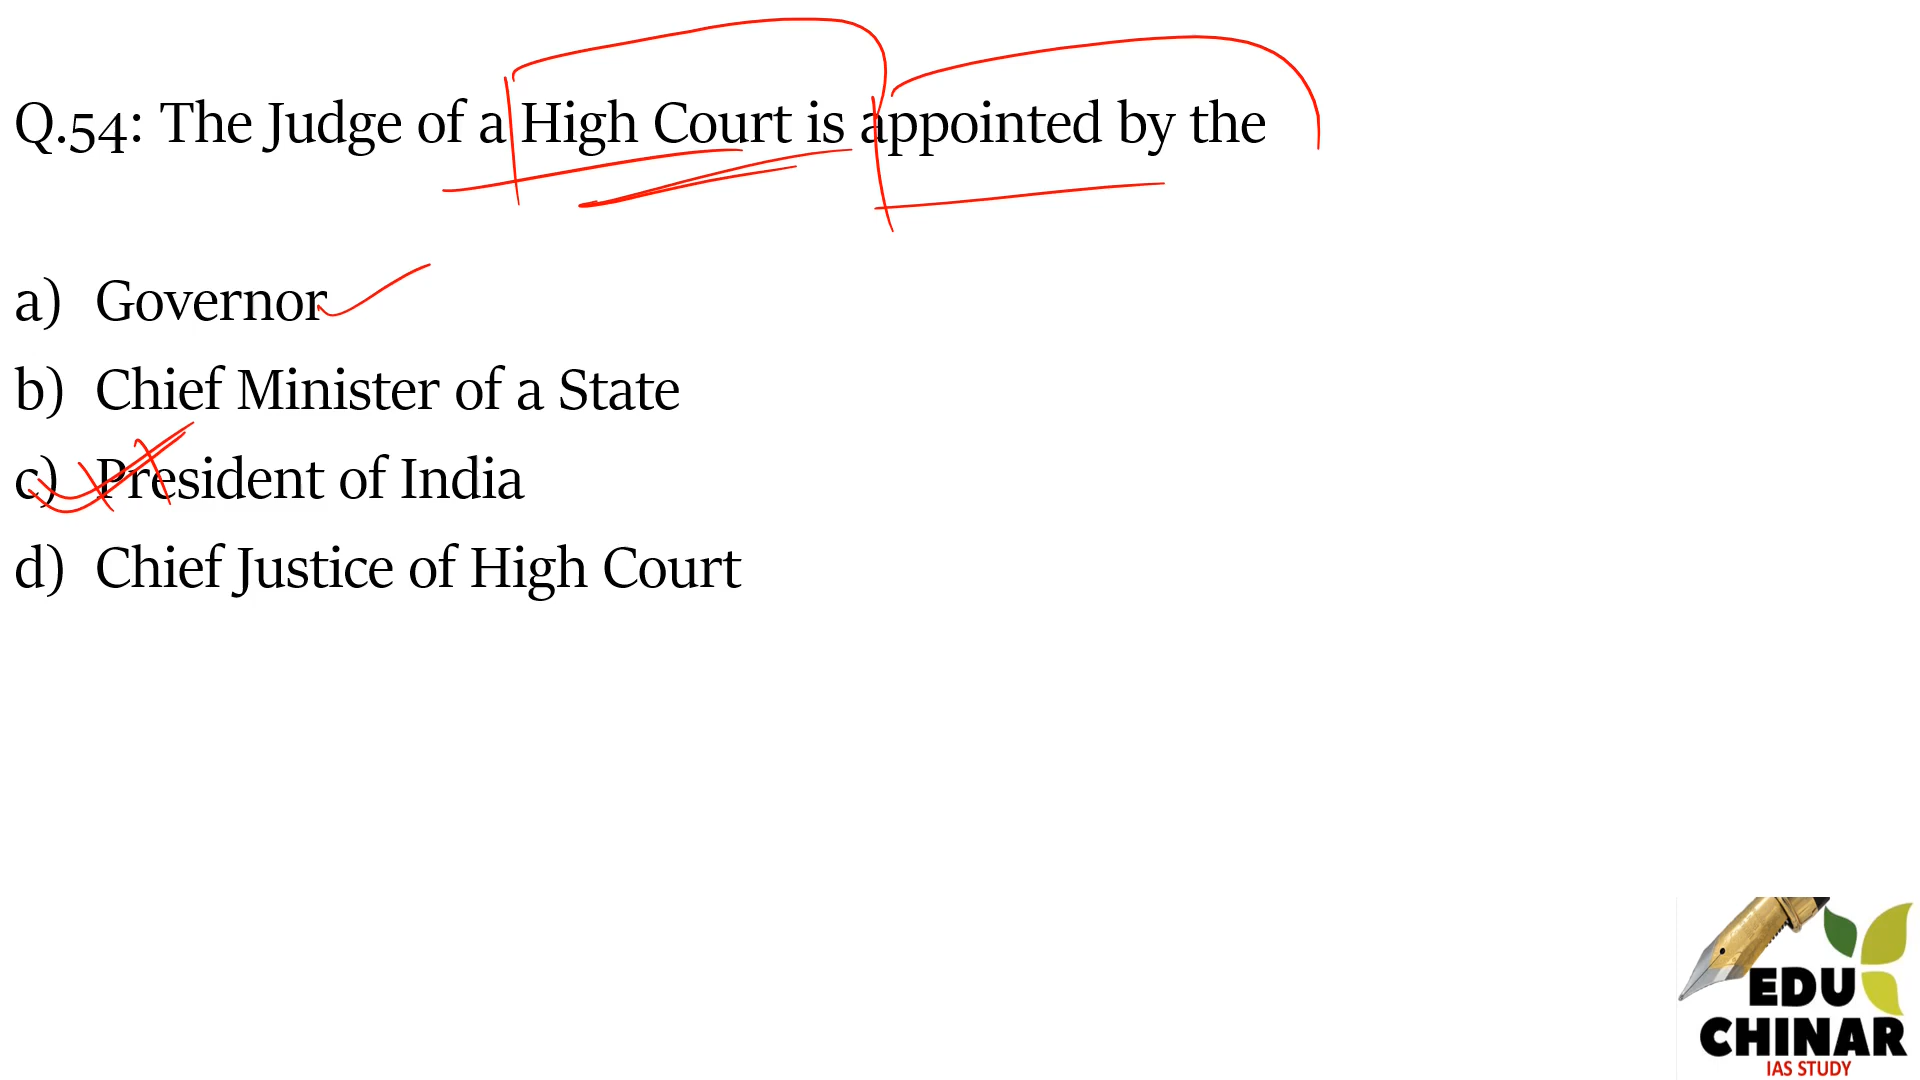 Q.54: The Judge of a High Court is appointed by the
a) Governor
b) Chief Minister of a State
c) President of India
d) Chief Justice of High Court
EDU
CHINAR
IAS STUDY